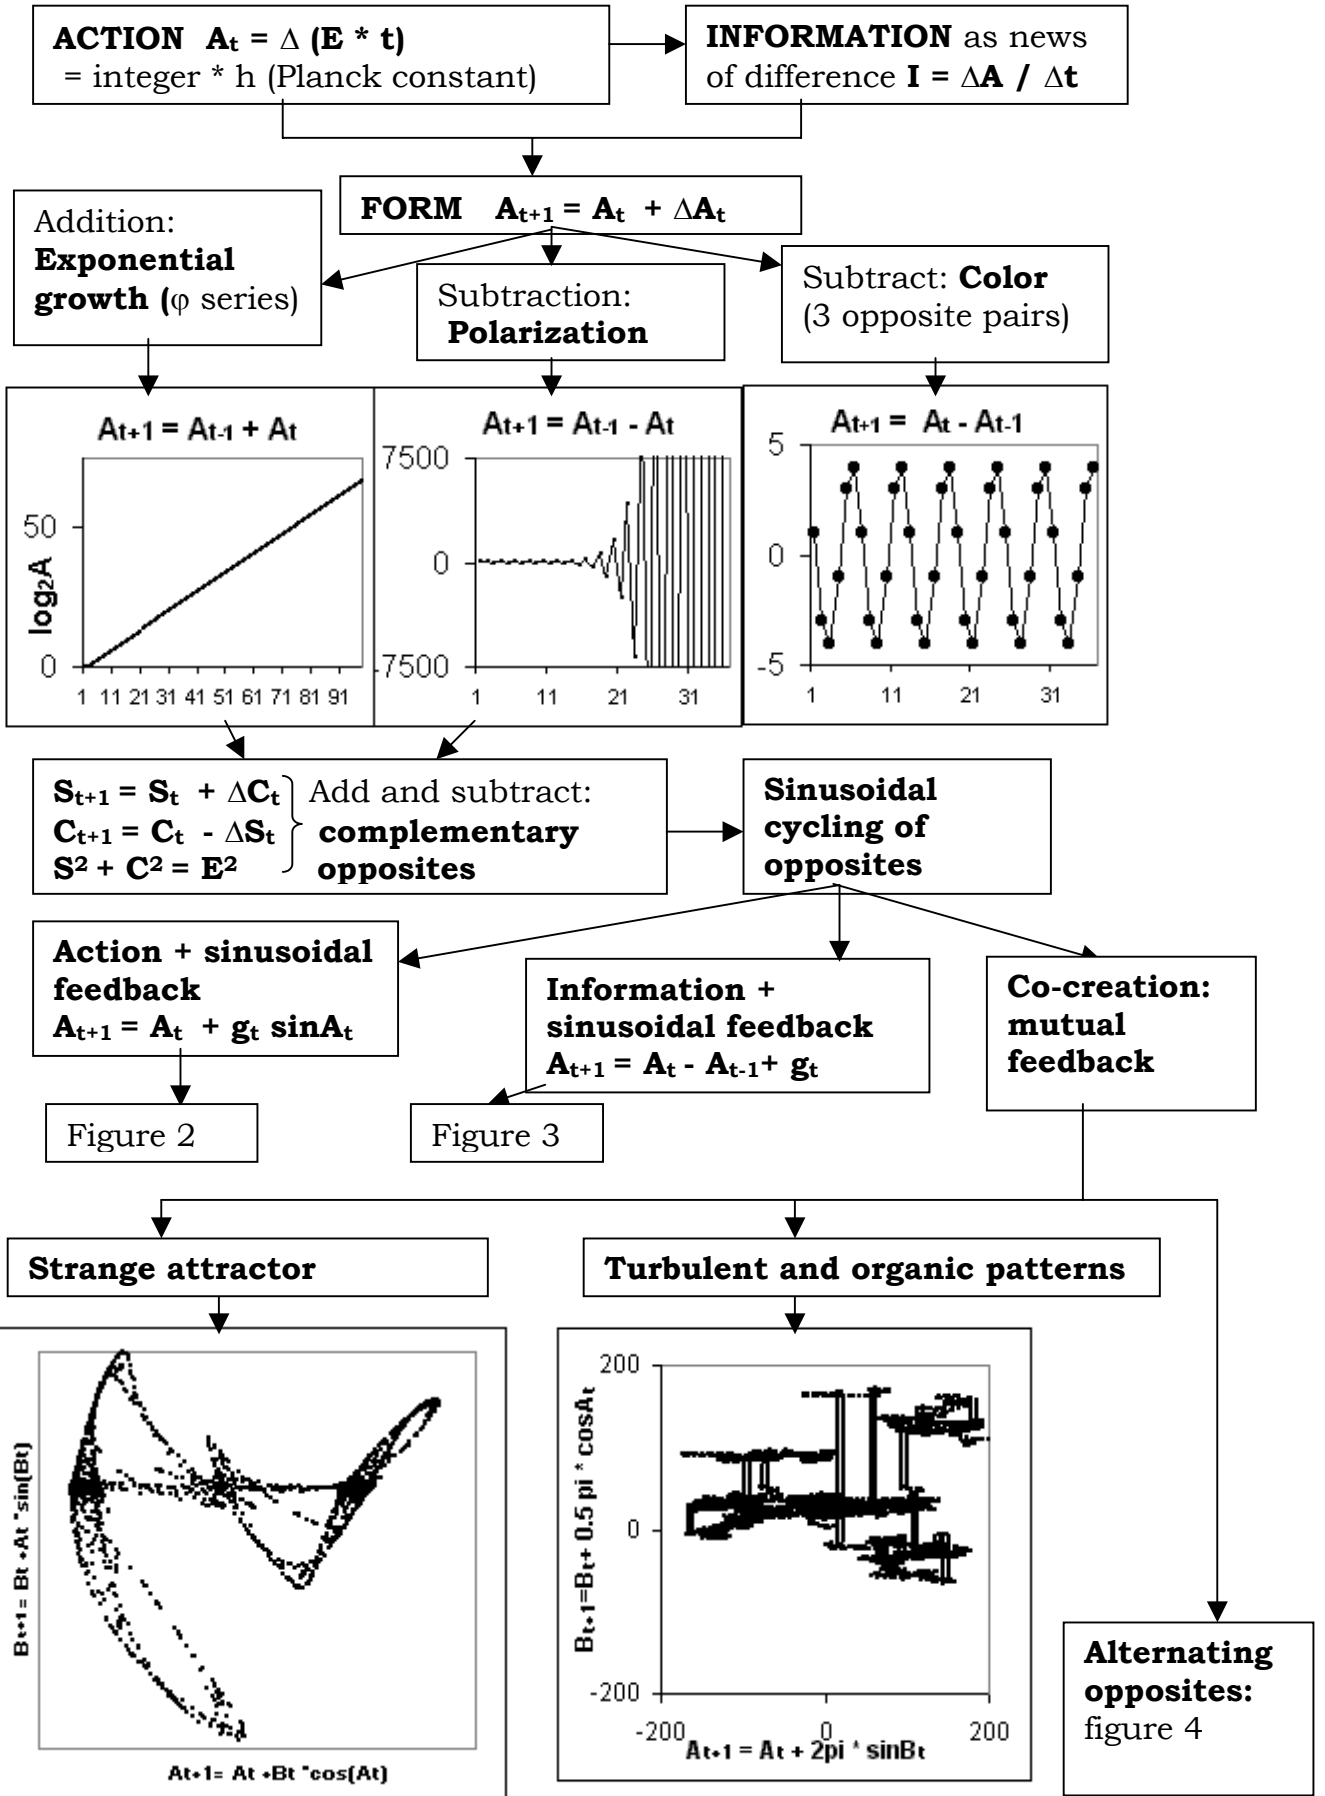 ACTION At = Δ (E * t)
= integer * h (Planck constant)
INFORMATION as news
of difference I = ΔA / Δt
FORM At+1 = At + ΔAt
Addition:
Exponential
growth (φ series)
Subtraction:
Polarization
Subtract: Color
(3 opposite pairs)
At+1 = At-1 + At
50
0
log2A
1 11 21 31 41 51 61 71 81 91
At+1 = At-1 - At
7500
0
-7500
1 11 21 31
At+1 = At - At-1
5
0
-5
1 11 21 31
St+1 = St + ΔCt
Ct+1 = Ct - ΔSt
S² + C² = E²
Add and subtract:
complementary
opposites
Sinusoidal
cycling of
opposites
Action + sinusoidal
feedback
At+1 = At + gt sinAt
Information +
sinusoidal feedback
At+1 = At - At-1+ gt
Co-creation:
mutual
feedback
Figure 2
Figure 3
Strange attractor
Turbulent and organic patterns
Bt+1= Bt +At *sin(Bt)
At+1= At +Bt *cos(At)
200
0
-200
Bt+1=Bt+ 0.5 pi * cosAt
-200 0 200
At+1 = At + 2pi * sinBt
Alternating
opposites:
figure 4